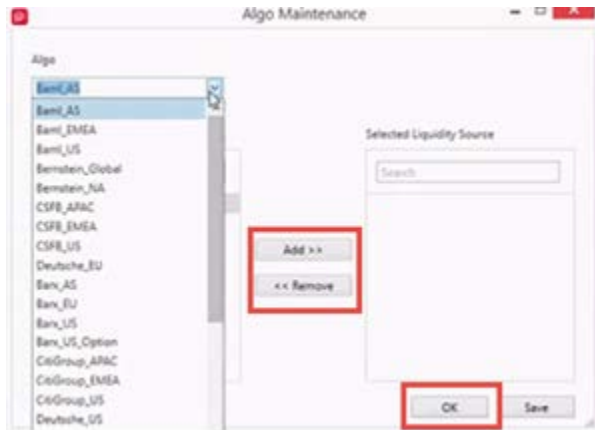 Algo Maintenance
Algo
Baml_AS
Baml_AS
Baml_EMEA
Baml_US
Bernstein_Global
Bernstein_NA
CSFB_APAC
CSFB_EMEA
CSFB_US
Deutsche_EU
Barx_AS
Barx_EU
Barx_US
Barx_US_Option
CitiGroup_APAC
CitiGroup_EMEA
CitiGroup_US
Deutsche_US
Add >>
<< Remove
Selected Liquidity Source
Search
OK
Save